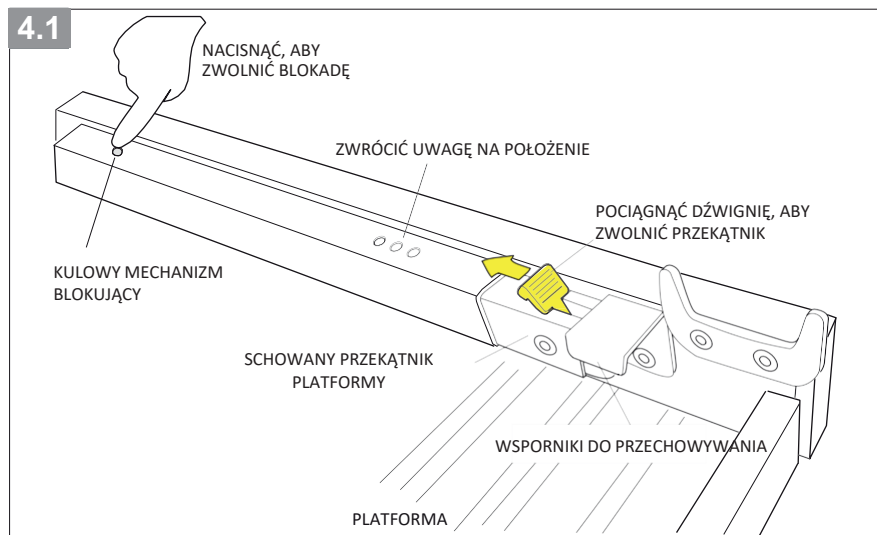 4.1
NACISNĄĆ, ABY
ZWOLNIĆ BLOKADĘ
ZWRÓCIĆ UWAGĘ NA POŁOŻENIE
POCIĄGNĄĆ DŹWIGNIĘ, ABY
ZWOLNIĆ PRZEKĄTNIK
KULOWY MECHANIZM
BLOKUJĄCY
SCHOWANY PRZEKĄTNIK
PLATFORMY
WSPORNIKI DO PRZECHOWYWANIA
PLATFORMA